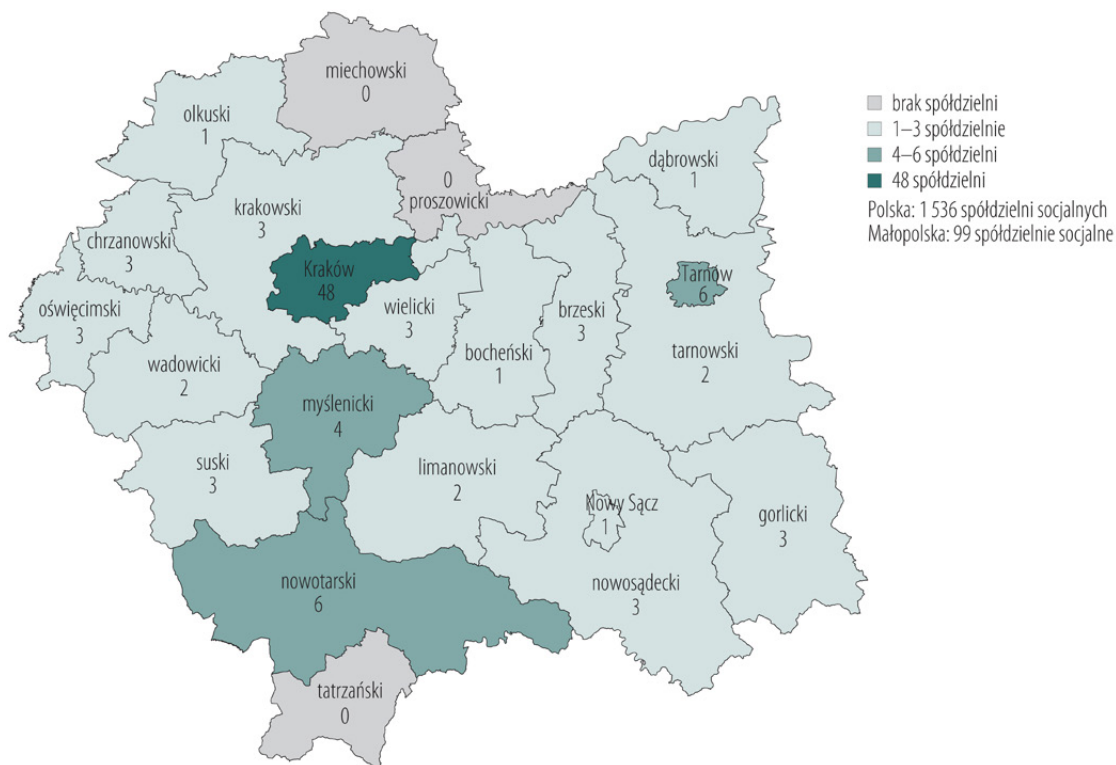 miechowski
0
olkuski
1
brak spółdzielni
1–3 spółdzielnie
4–6 spółdzielni
48 spółdzielni
Polska: 1 536 spółdzielni socjalnych
Małopolska: 99 spółdzielnie socjalne
dąbrowski
1
0
proszowicki
krakowski
3
chrzanowski
3
Kraków
48
Tarnów
6
oświęcimski
3
wielicki
3
brzeski
3
bocheński
1
tarnowski
2
wadowicki
2
myślenicki
4
suski
3
limanowski
2
Nowy Sącz
1
gorlicki
3
nowotarski
6
nowosądecki
3
tatrzański
0